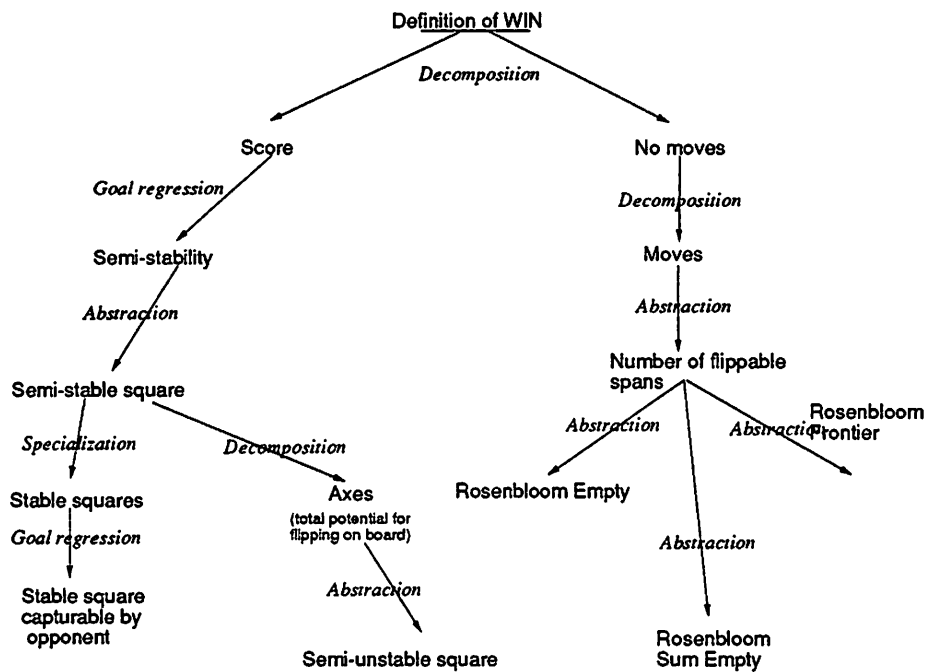 Definition of WIN
Decomposition
Score
No moves
Goal regression
Decomposition
Semi-stability
Moves
Abstraction
Abstraction
Semi-stable square
Number of flippable
spans
Specialization
Decomposition
Abstraction
Abstraction
Rosenbloom
Frontier
Stable squares
Axes
(total potential for
flipping on board)
Rosenbloom Empty
Goal regression
Abstraction
Stable square
capturable by
opponent
Abstraction
Semi-unstable square
Rosenbloom
Sum Empty